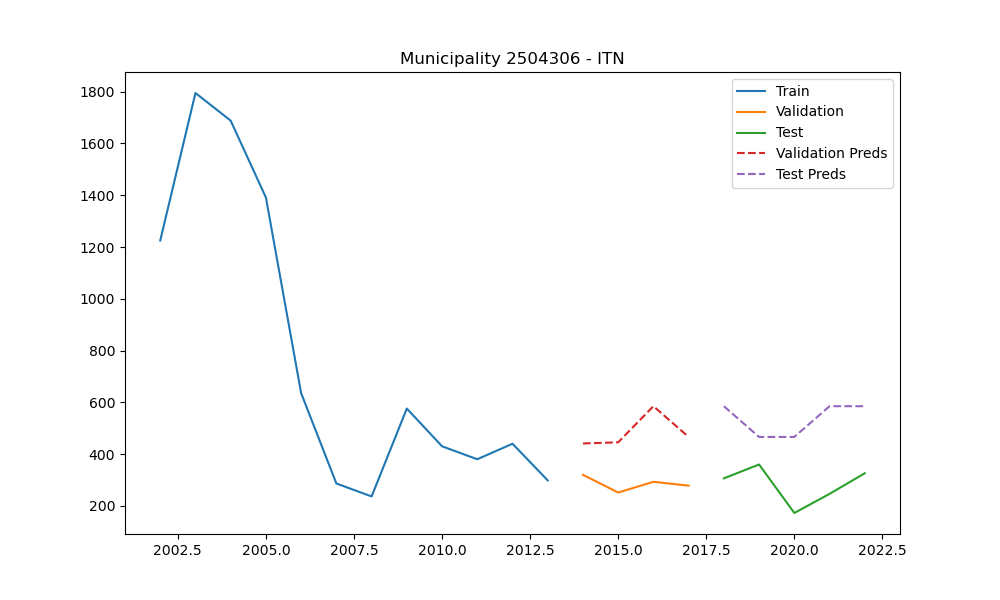 Municipality 2504306 - ITN
1800
1600
1400
1200
1000
800
600
400
200
2002.5 2005.0 2007.5 2010.0 2012.5 2015.0 2017.5 2020.0 2022.5
Train
Validation
Test
Validation Preds
Test Preds